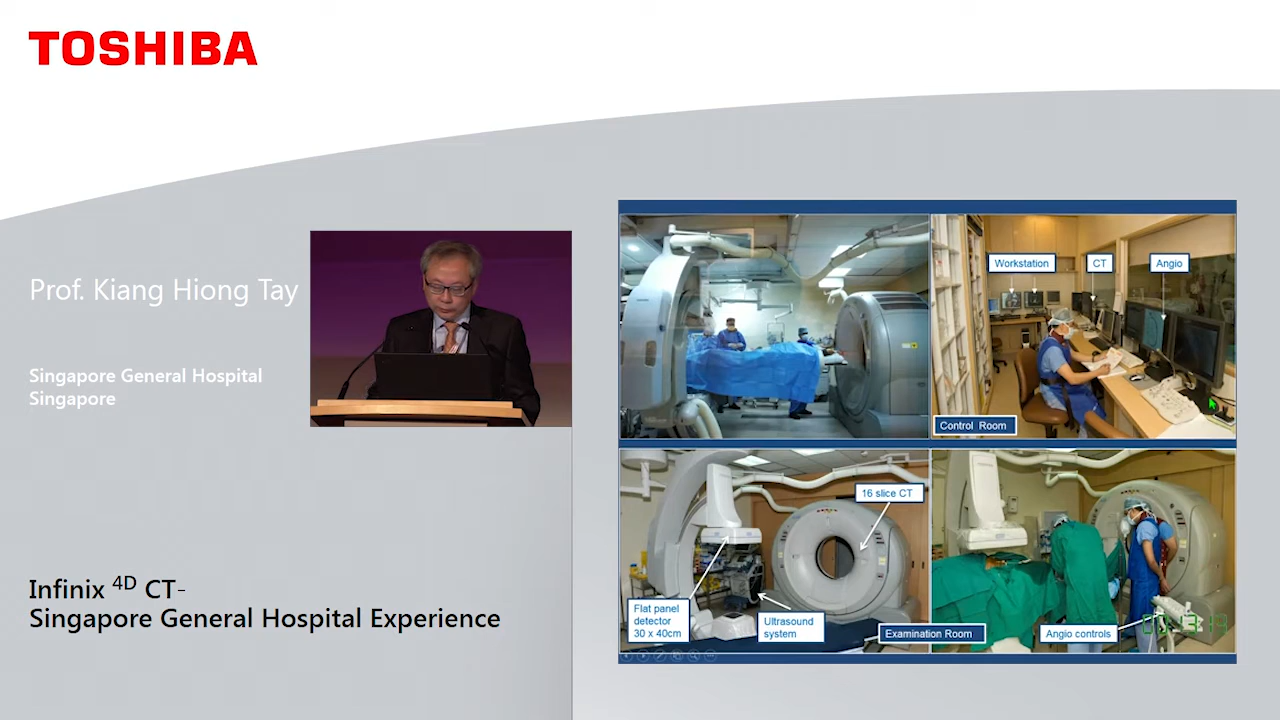 TOSHIBA
Prof. Kiang Hiong Tay
Singapore General Hospital
Singapore
Infinix 4D CT-
Singapore General Hospital Experience
Workstation
CT
Angio
Control Room
16 slice CT
Flat panel
detector
30 x 40cm
Ultrasound
system
Examination Room
Angio controls